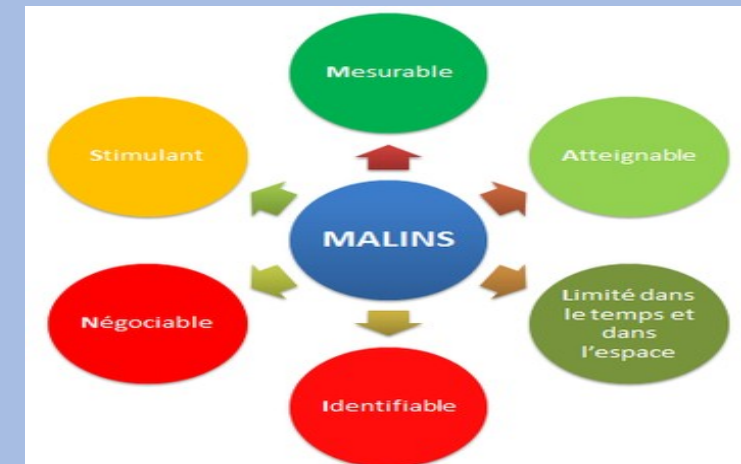 Mesurable
Stimulant
Atteignable
MALINS
Négociable
Limité dans
le temps et
dans
l'espace
Identifiable